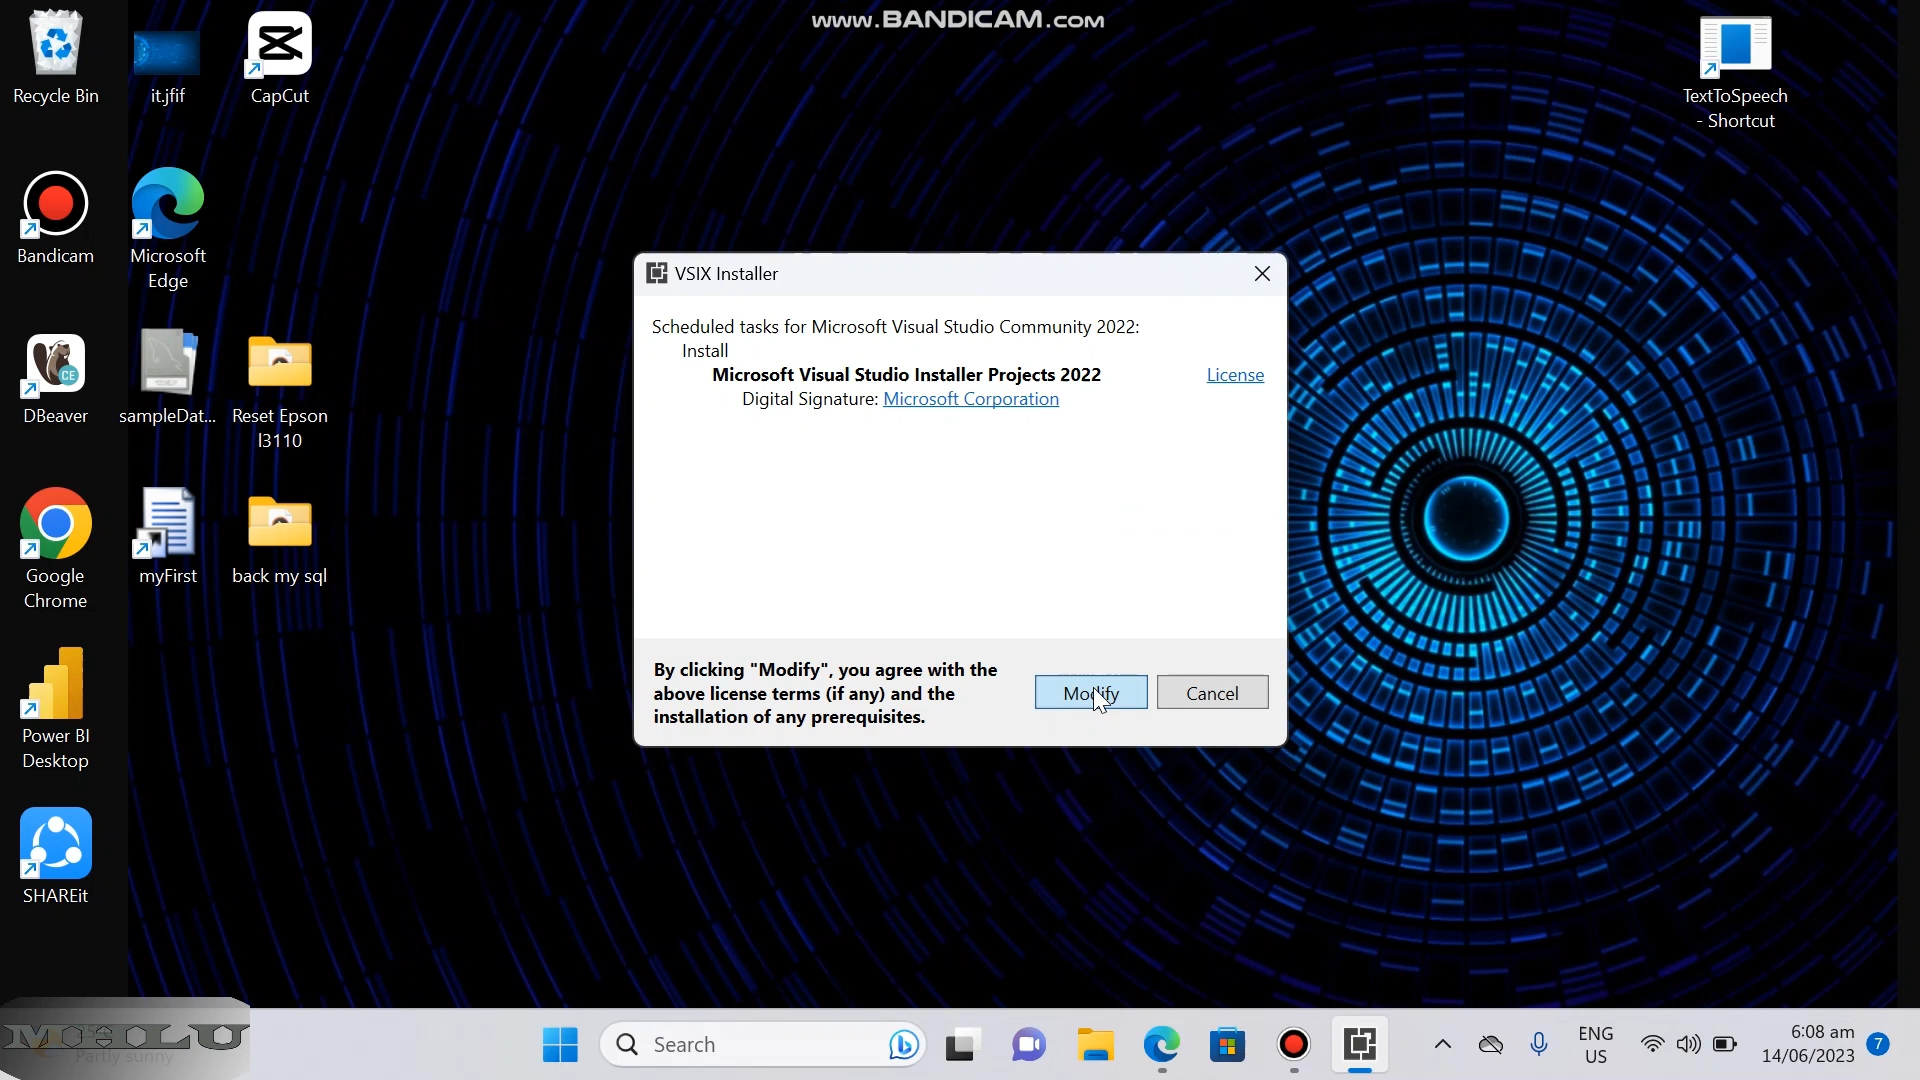 www.BANDICAM.com
Recycle Bin
it.jfif
CapCut
TextToSpeech
- Shortcut
Bandicam
Microsoft
Edge
VSIX Installer
Scheduled tasks for Microsoft Visual Studio Community 2022:
Install
Microsoft Visual Studio Installer Projects 2022
License
Digital Signature: Microsoft Corporation
CE
DBeaver
sampleDat...
Reset Epson
l3110
Google
Chrome
myFirst
back my sql
By clicking "Modify", you agree with the
above license terms (if any) and the
installation of any prerequisites.
Modify
Cancel
Power BI
Desktop
SHAREit
Partly sunny
Search
ENG
US
6:08 am
14/06/2023
7